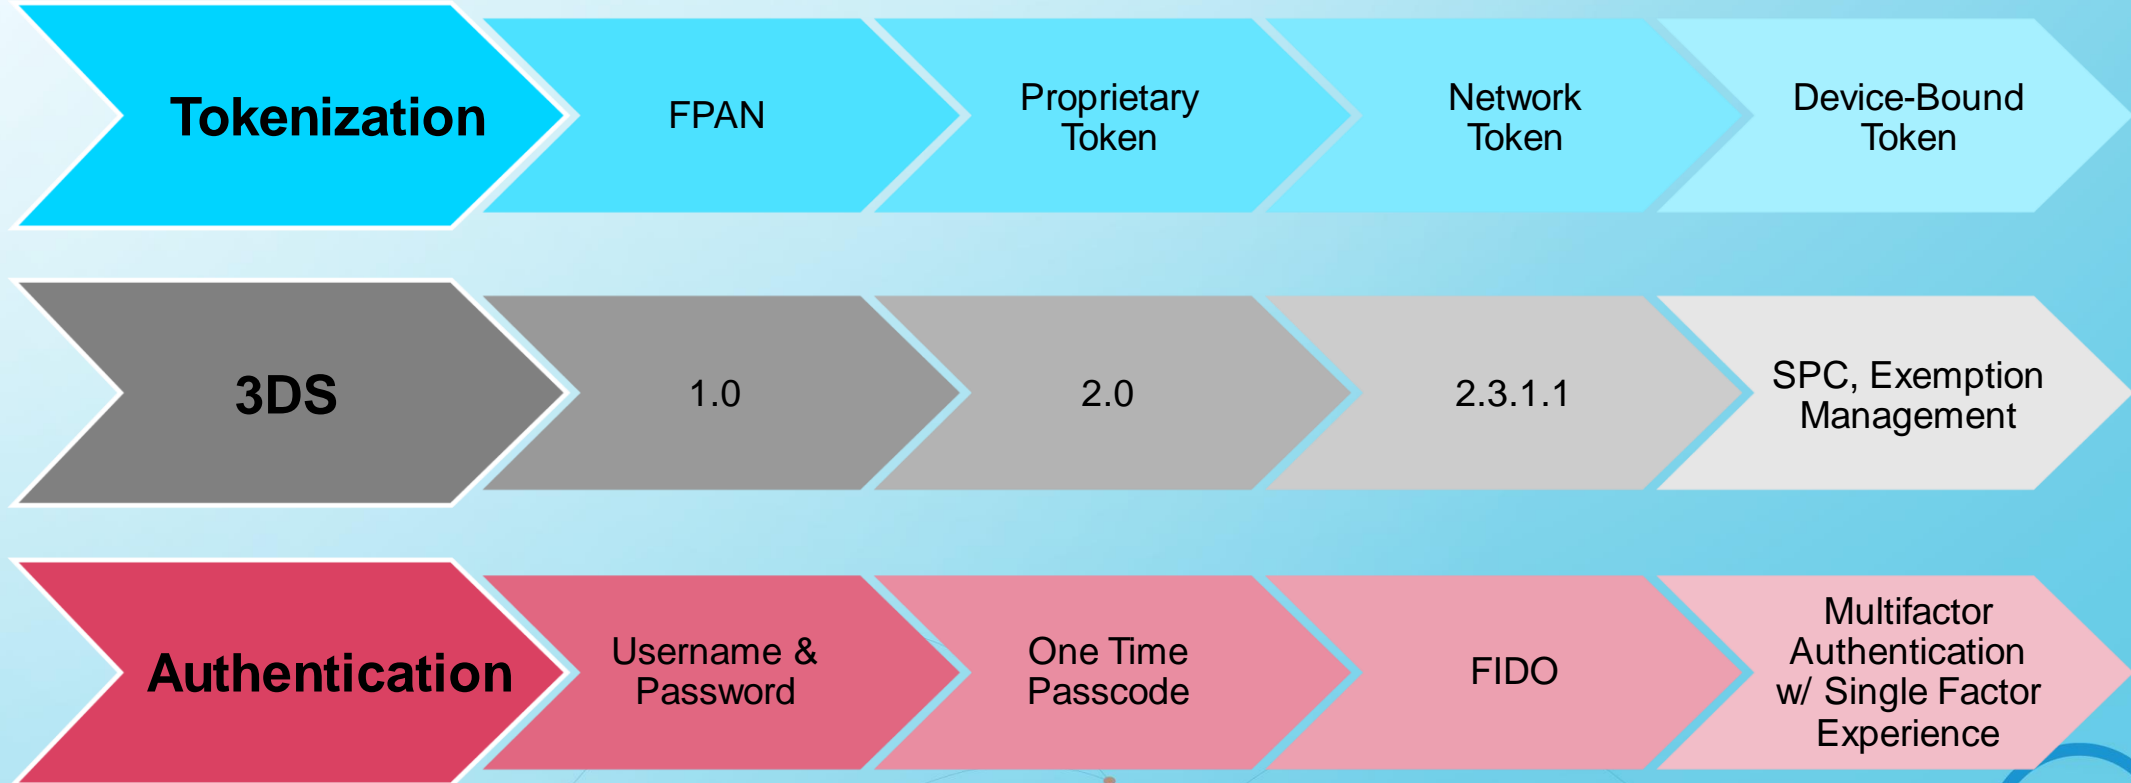 Tokenization
FPAN
Proprietary
Token
Network
Token
Device-Bound
Token
3DS
1.0
2.0
2.3.1.1
SPC, Exemption
Management
Authentication
Username &
Password
One Time
Passcode
FIDO
Multifactor
Authentication
w/ Single Factor
Experience